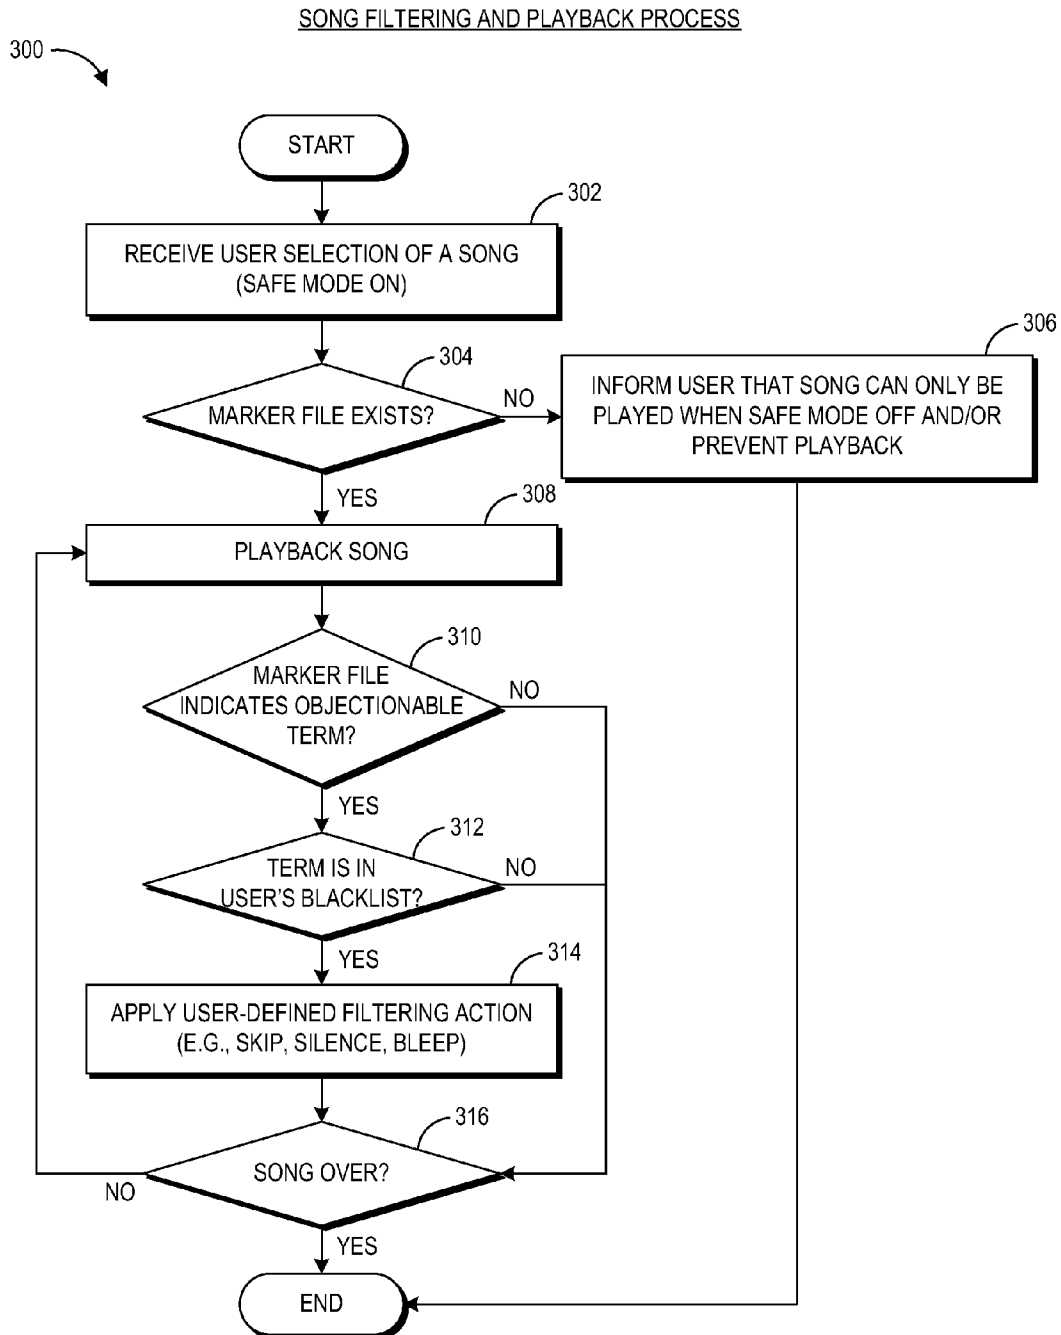 SONG FILTERING AND PLAYBACK PROCESS
300
START
302
RECEIVE USER SELECTION OF A SONG
(SAFE MODE ON)
304
MARKER FILE EXISTS?
NO
306
INFORM USER THAT SONG CAN ONLY BE
PLAYED WHEN SAFE MODE OFF AND/OR
PREVENT PLAYBACK
YES
308
PLAYBACK SONG
310
MARKER FILE
INDICATES OBJECTIONABLE
TERM?
NO
YES
312
TERM IS IN
USER'S BLACKLIST?
NO
YES
314
APPLY USER-DEFINED FILTERING ACTION
(E.G., SKIP, SILENCE, BLEEP)
316
SONG OVER?
NO
YES
END